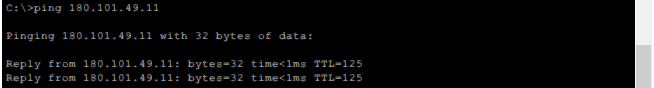 C:\>ping 180.101.49.11
Pinging 180.101.49.11 with 32 bytes of data:
Reply from 180.101.49.11: bytes=32 time<1ms TTL=125
Reply from 180.101.49.11: bytes=32 time<1ms TTL=125